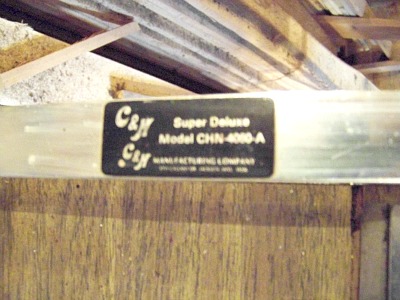 C & H
Super Deluxe
Model CHN-4060-A
C & H
MANUFACTURING COMPANY